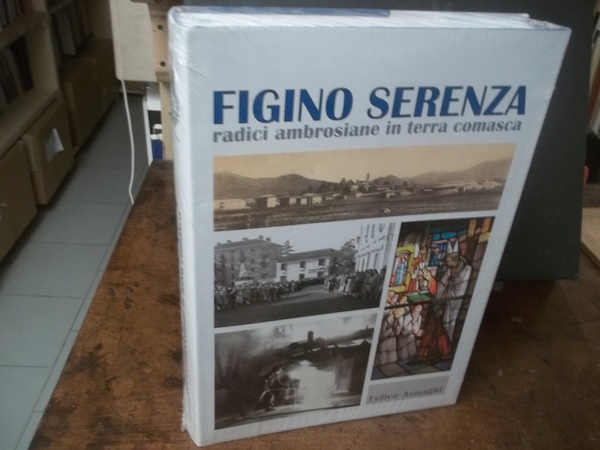 FIGINO SERENZA
radici ambrosiane in terra comasca
Felice Asnaghi